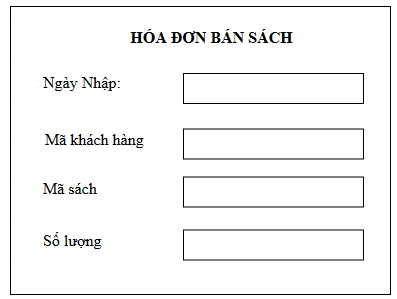 HÓA ĐƠN BÁN SÁCH
Ngày Nhập:
Mã khách hàng
Mã sách
Số lượng